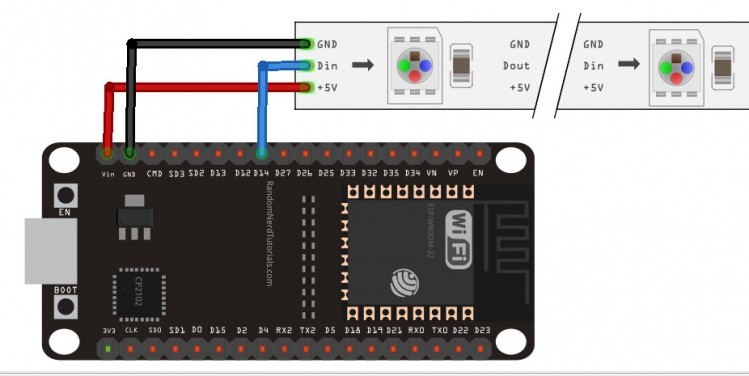 GND GND GND
Din Dout Din
+5V +5V +5V
Vin GND CMD SD3 SD2 D13 D12 D14 D27 D26 D25 D33 D32 D35 D34 VN VP EN
EN
RandomNerdTutorials.com
ESP-WROOM-32
WiFi
CP2102
BOOT
3V3 CLK SD0 SD1 D0 D15 D2 D4 RX2 TX2 D5 D18 D19 D21 RX0 TX0 D22 D23